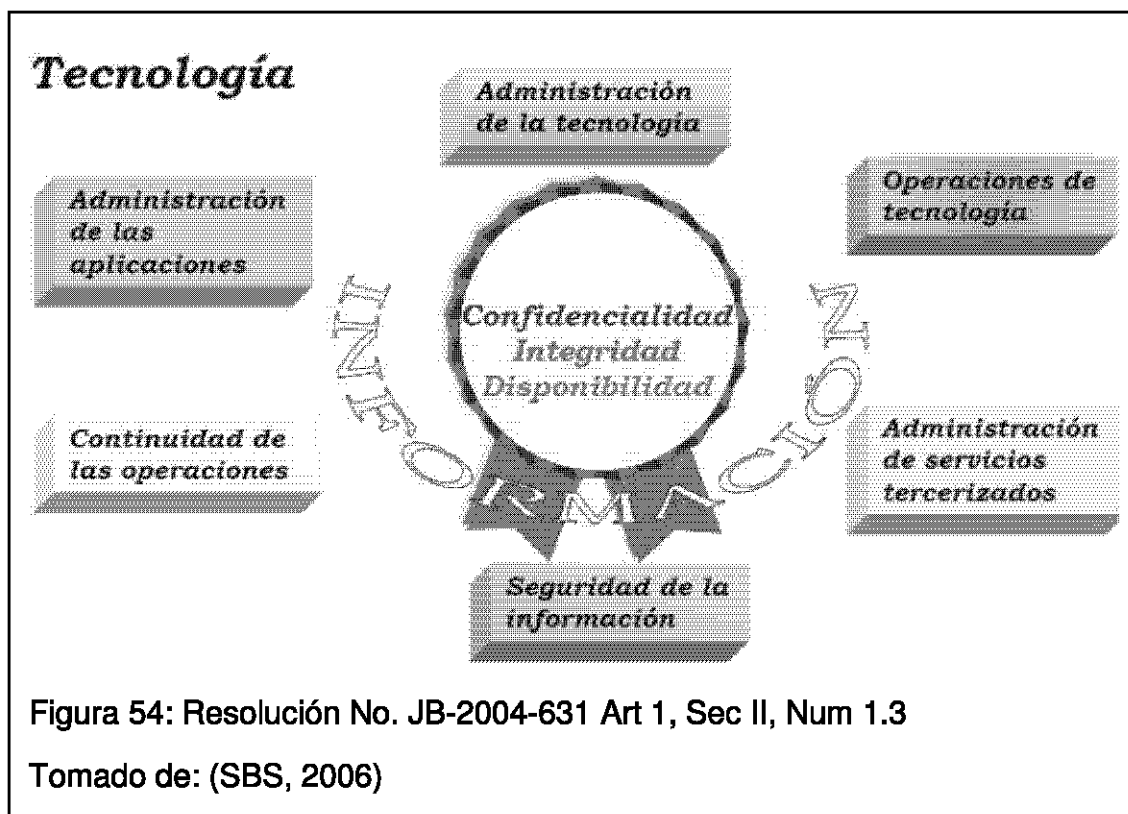 Tecnología
Administración
de la tecnología
Administración
de las
aplicaciones
Operaciones de
tecnología
Confidencialidad
Integridad
Disponibilidad
INFORMACIÓN
Continuidad de
las operaciones
Administración
de servicios
tercerizados
Seguridad de la
información
Figura 54: Resolución No. JB-2004-631 Art 1, Sec II, Num 1.3
Tomado de: (SBS, 2006)